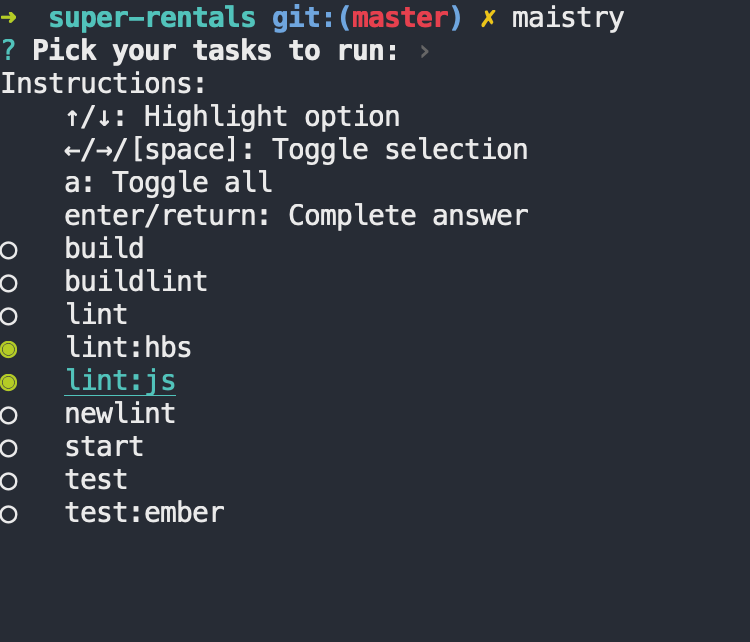 ➜  super-rentals git:(master) ✗ maistry
? Pick your tasks to run: ›
Instructions:
    ↑/↓: Highlight option
    ←/→/[space]: Toggle selection
    a: Toggle all
    enter/return: Complete answer
◯   build
◯   buildlint
◯   lint
◉   lint:hbs
◉   lint:js
◯   newlint
◯   start
◯   test
◯   test:ember